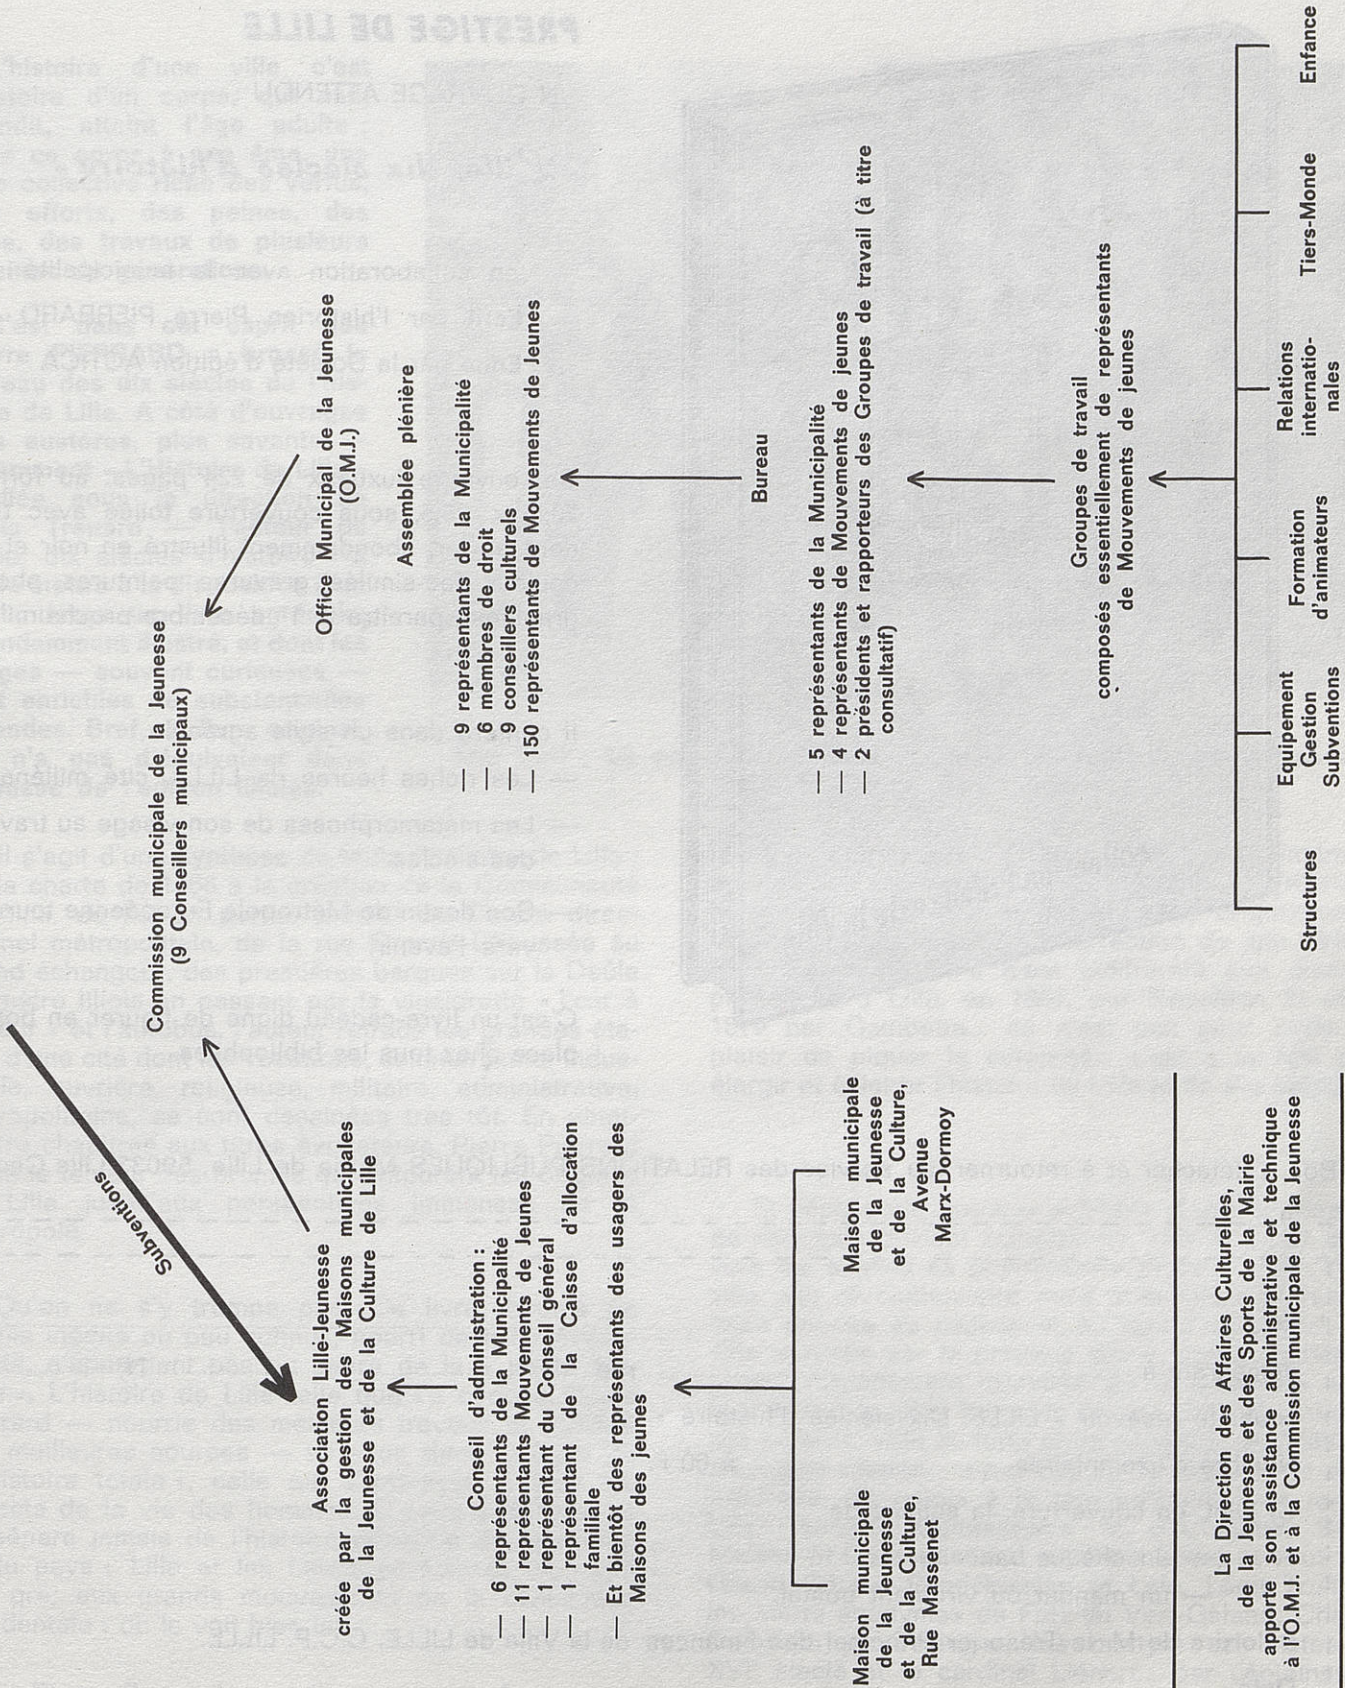 Subventions
Commission municipale de la Jeunesse
(9 Conseillers municipaux)
Association Lille-Jeunesse
créée par la gestion des Maisons municipales
de la Jeunesse et de la Culture de Lille
Conseil d'administration :
— 6 représentants de la Municipalité
— 11 représentants Mouvements de Jeunes
— 1 représentant du Conseil général
— 1 représentant de la Caisse d'allocation
familiale
— Et bientôt des représentants des usagers des
Maisons des jeunes
Maison municipale
de la Jeunesse
et de la Culture,
Rue Massenet
Maison municipale
de la Jeunesse
et de la Culture,
Avenue
Marx-Dormoy
Office Municipal de la Jeunesse
(O.M.J.)
Assemblée plénière
— 9 représentants de la Municipalité
— 6 membres de droit
— 9 conseillers culturels
— 150 représentants de Mouvements de Jeunes
Bureau
— 5 représentants de la Municipalité
— 4 représentants de Mouvements de jeunes
— 2 présidents et rapporteurs des Groupes de travail (à titre
consultatif)
Groupes de travail
composés essentiellement de représentants
de Mouvements de jeunes
Structures
Equipement
Gestion
Subventions
Formation
d'animateurs
Relations
internatio-
nales
Tiers-Monde
Enfance
La Direction des Affaires Culturelles,
de la Jeunesse et des Sports de la Mairie
apporte son assistance administrative et technique
à l'O.M.J. et à la Commission municipale de la Jeunesse